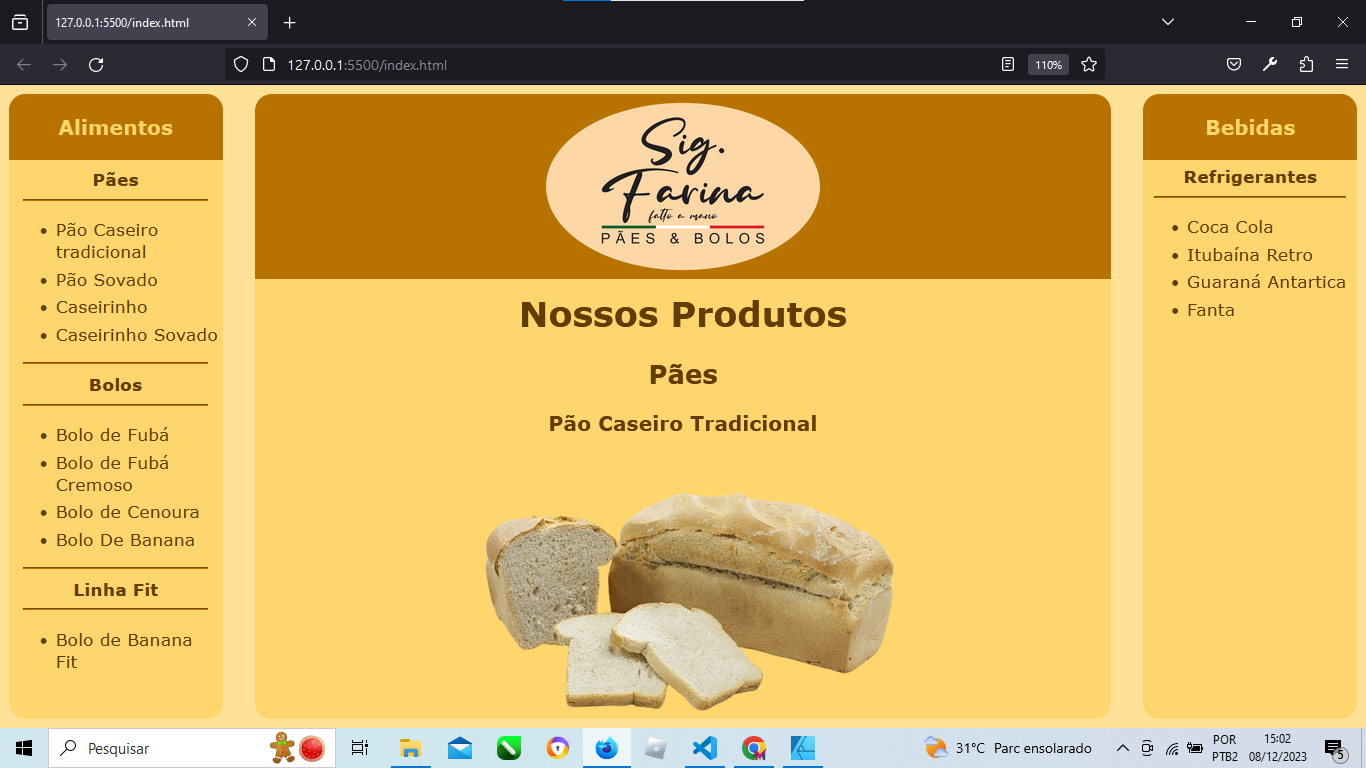 127.0.0.1:5500/index.html
127.0.0.1:5500/index.html
110%
Alimentos
Pães
Pão Caseiro
tradicional
Pão Sovado
Caseirinho
Caseirinho Sovado
Bolos
Bolo de Fubá
Bolo de Fubá
Cremoso
Bolo de Cenoura
Bolo De Banana
Linha Fit
Bolo de Banana
Fit
Sig.
Farina
fatto a mano
PÃES & BOLOS
Nossos Produtos
Pães
Pão Caseiro Tradicional
Bebidas
Refrigerantes
Coca Cola
Itubaína Retro
Guaraná Antartica
Fanta
Pesquisar
31°C Parc ensolarado
POR
PTB2
15:02
08/12/2023
5